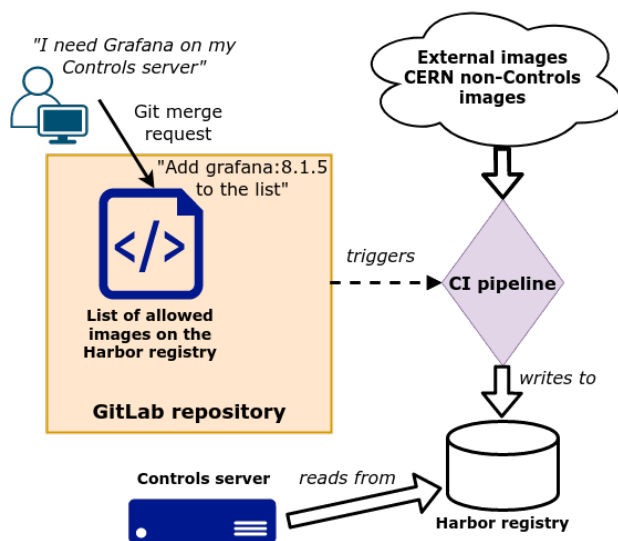 "I need Grafana on my
Controls server"
Git merge
request
"Add grafana:8.1.5
to the list"
</>
List of allowed
images on the
Harbor registry
GitLab repository
External images
CERN non-Controls
images
triggers
CI pipeline
writes to
Controls server
reads from
Harbor registry